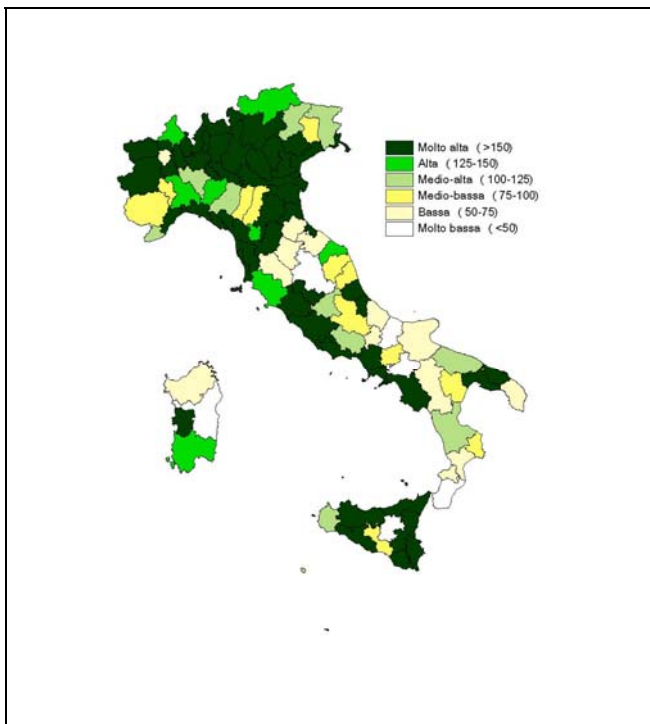 Molto alta (>150)
Alta (125-150)
Medio-alta (100-125)
Medio-bassa (75-100)
Bassa (50-75)
Molto bassa (<50)